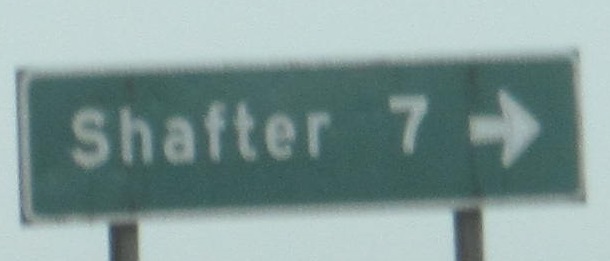 Shafter 7 →